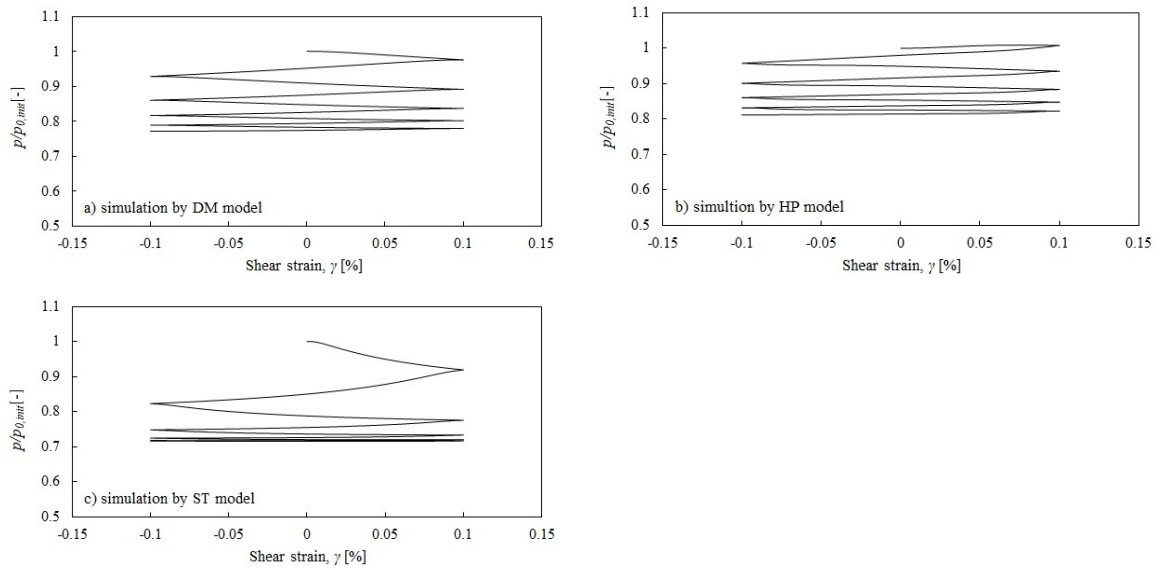 1.1
1
0.9
0.8
0.7
0.6
0.5
p/p0,init[-]
a) simulation by DM model
-0.15 -0.1 -0.05 0 0.05 0.1 0.15
Shear strain, γ [%]
1.1
1
0.9
0.8
0.7
0.6
0.5
p/p0,init[-]
b) simultion by HP model
-0.15 -0.1 -0.05 0 0.05 0.1 0.15
Shear strain, γ [%]
1.1
1
0.9
0.8
0.7
0.6
0.5
p/p0,init[-]
c) simulation by ST model
-0.15 -0.1 -0.05 0 0.05 0.1 0.15
Shear strain, γ [%]